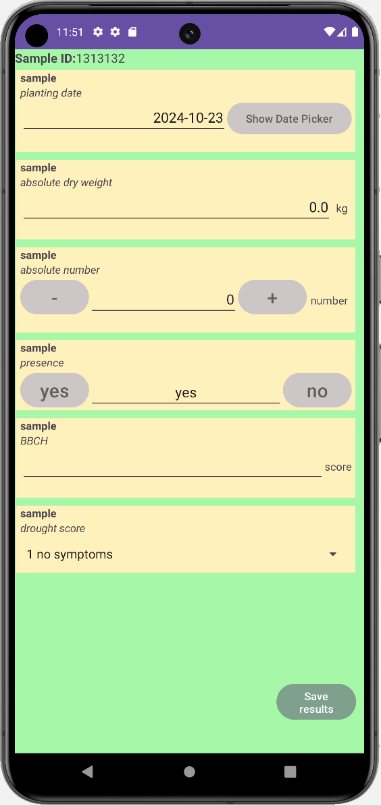 11:51
Sample ID:1313132
sample
planting date
2024-10-23 Show Date Picker
sample
absolute dry weight
0.0 kg
sample
absolute number
- 0 + number
sample
presence
yes yes no
sample
BBCH
score
sample
drought score
1 no symptoms
Save
results